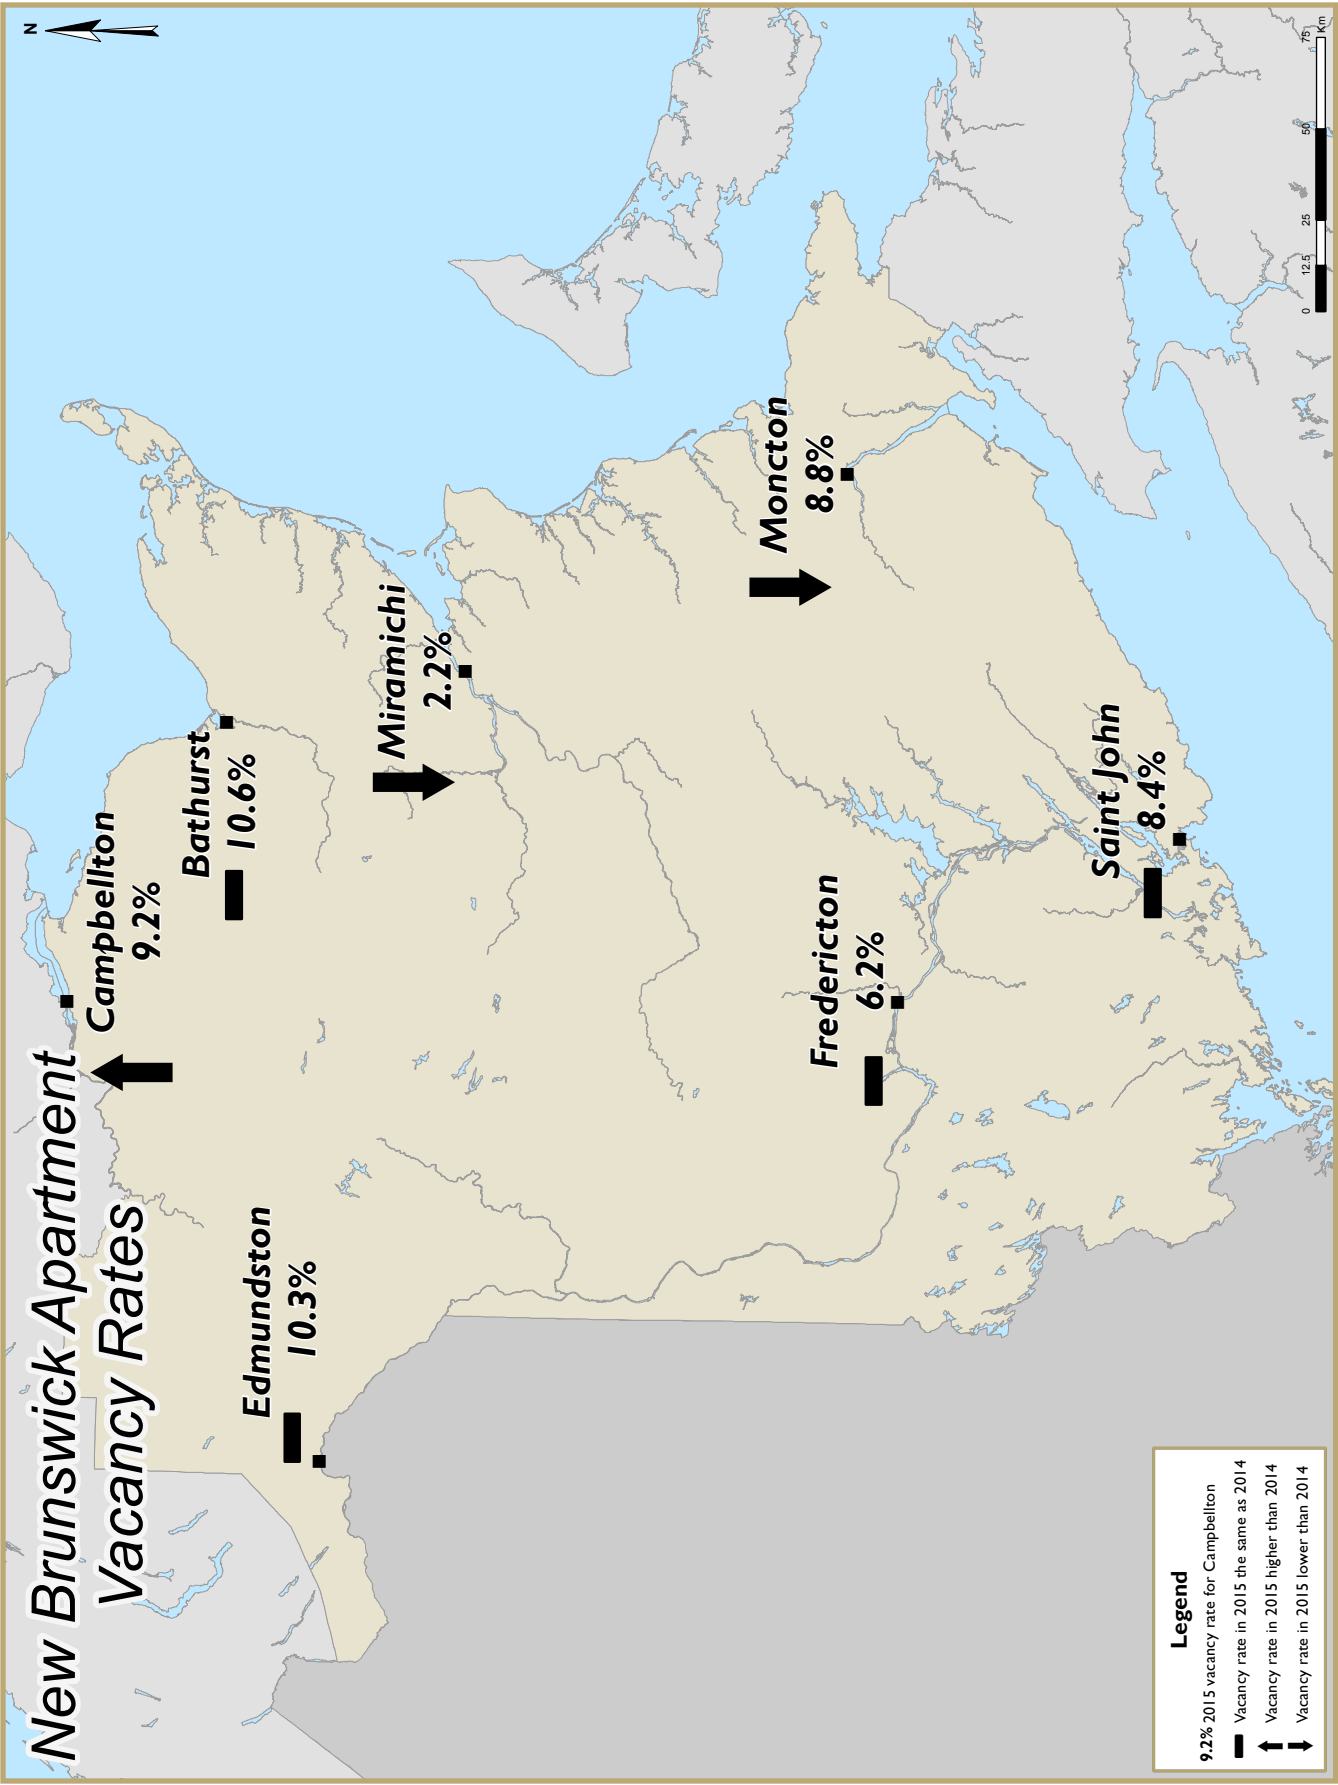 New Brunswick Apartment
Vacancy Rates
N
Campbellton
9.2%
Bathurst
10.6%
Edmundston
10.3%
Miramichi
2.2%
Moncton
8.8%
Fredericton
6.2%
Saint John
8.4%
Legend
9.2% 2015 vacancy rate for Campbellton
Vacancy rate in 2015 the same as 2014
Vacancy rate in 2015 higher than 2014
Vacancy rate in 2015 lower than 2014
0 12.5 25 50 75
Km